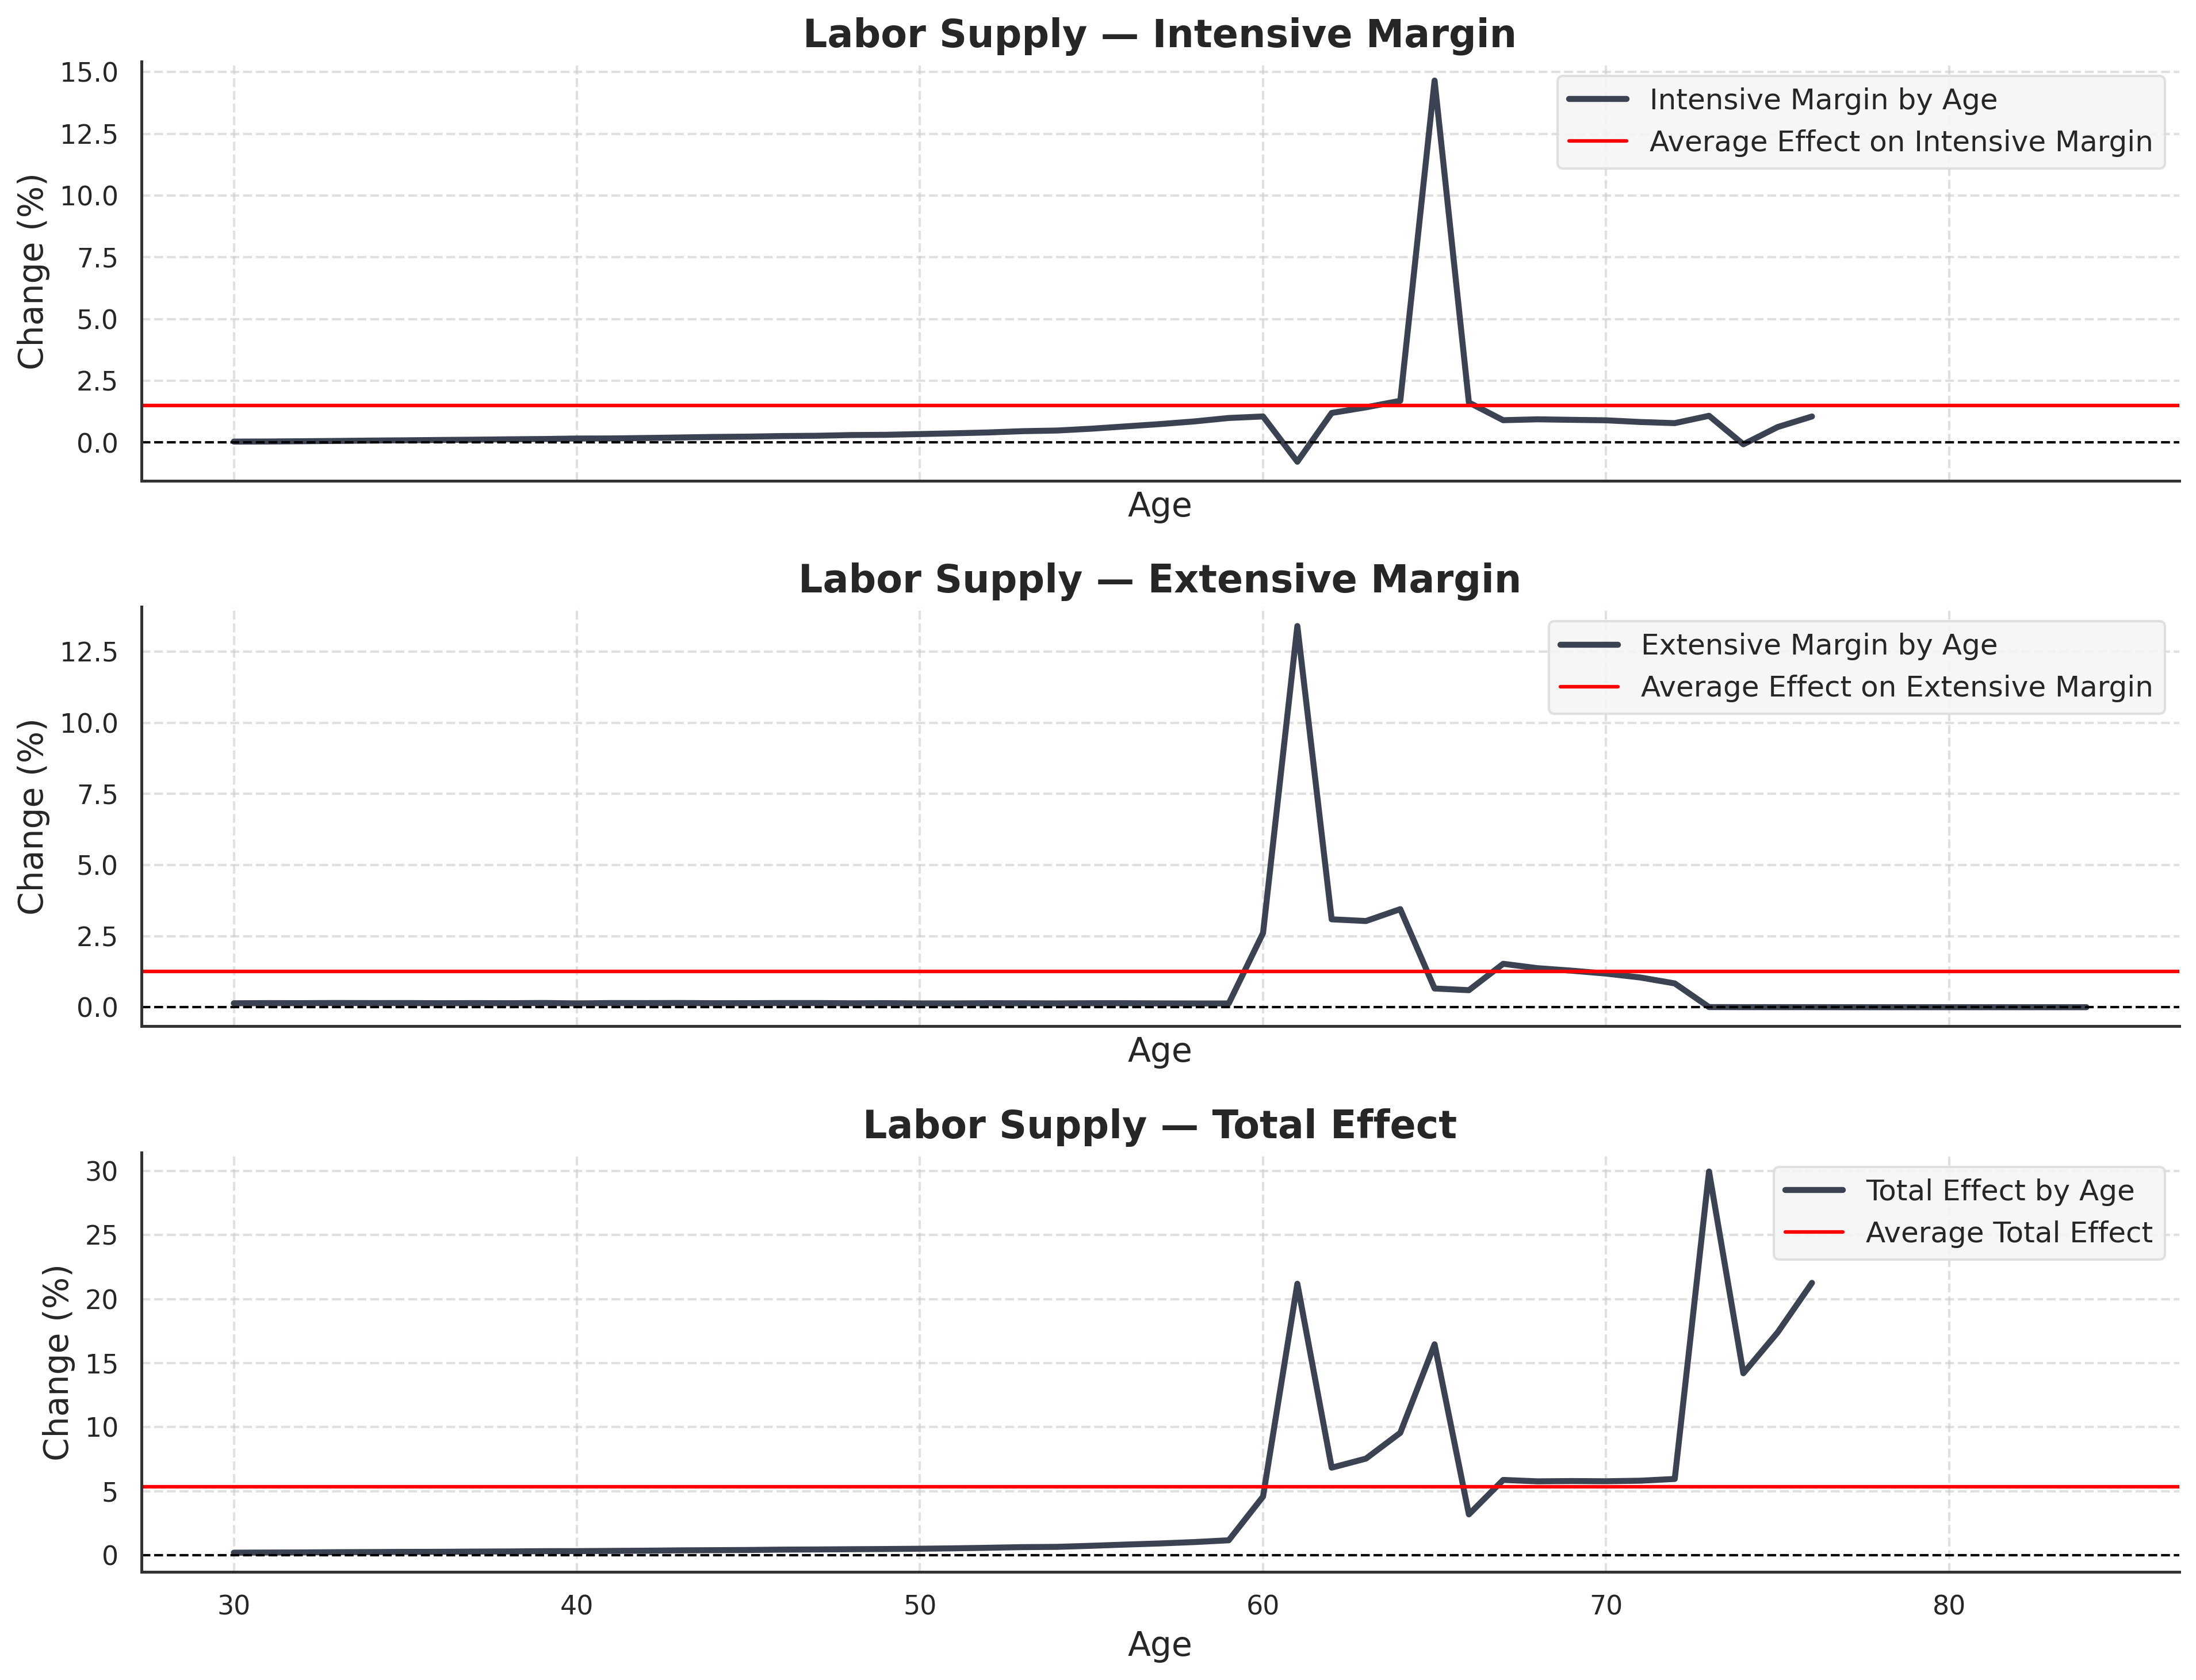 Labor Supply — Intensive Margin
Change (%)
15.0
12.5
10.0
7.5
5.0
2.5
0.0
Intensive Margin by Age
Average Effect on Intensive Margin
Age
Labor Supply — Extensive Margin
Change (%)
12.5
10.0
7.5
5.0
2.5
0.0
Extensive Margin by Age
Average Effect on Extensive Margin
Age
Labor Supply — Total Effect
Change (%)
30
25
20
15
10
5
0
Total Effect by Age
Average Total Effect
30 40 50 60 70 80
Age